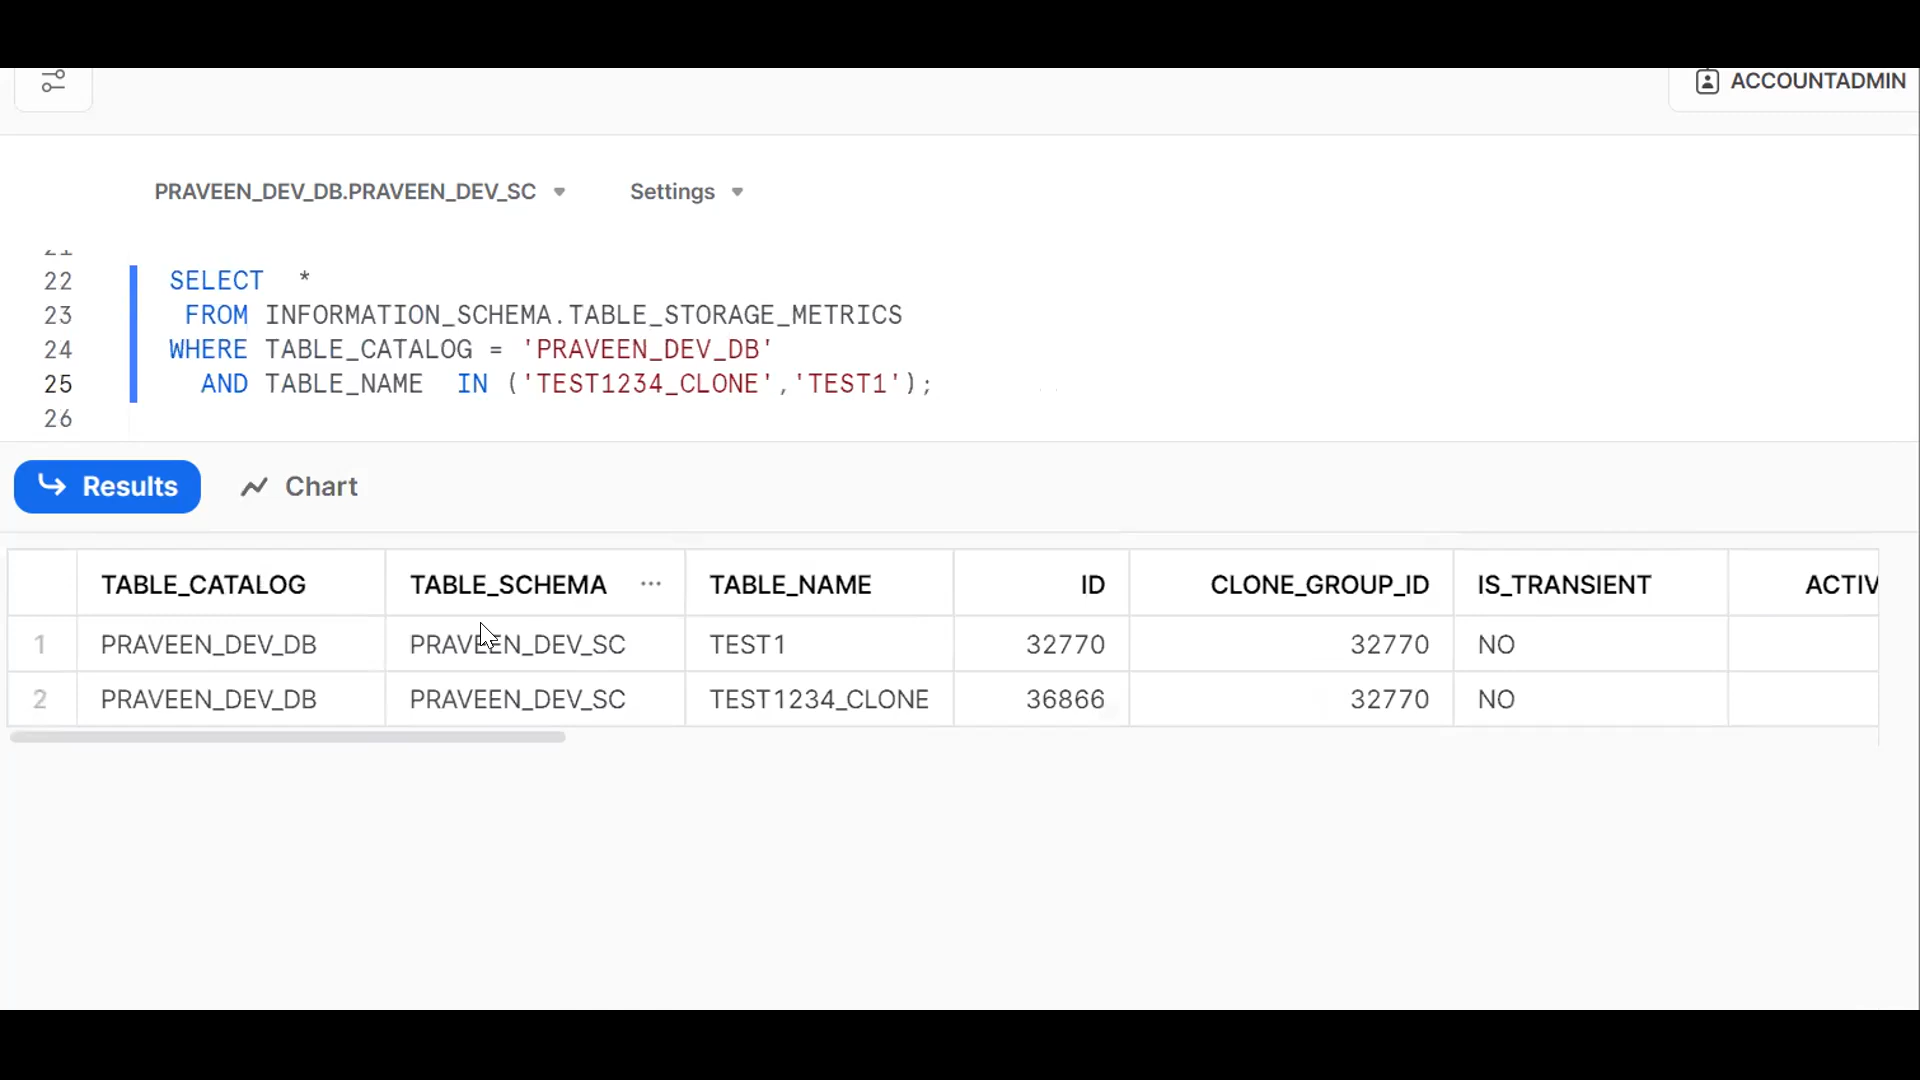 ACCOUNTADMIN
PRAVEEN_DEV_DB.PRAVEEN_DEV_SC Settings
21
22 SELECT *
23 FROM INFORMATION_SCHEMA.TABLE_STORAGE_METRICS
24 WHERE TABLE_CATALOG = 'PRAVEEN_DEV_DB'
25 AND TABLE_NAME IN ('TEST1234_CLONE','TEST1');
26
Results Chart
TABLE_CATALOG TABLE_SCHEMA ... TABLE_NAME ID CLONE_GROUP_ID IS_TRANSIENT ACTIV
1 PRAVEEN_DEV_DB PRAVEEN_DEV_SC TEST1 32770 32770 NO
2 PRAVEEN_DEV_DB PRAVEEN_DEV_SC TEST1234_CLONE 36866 32770 NO